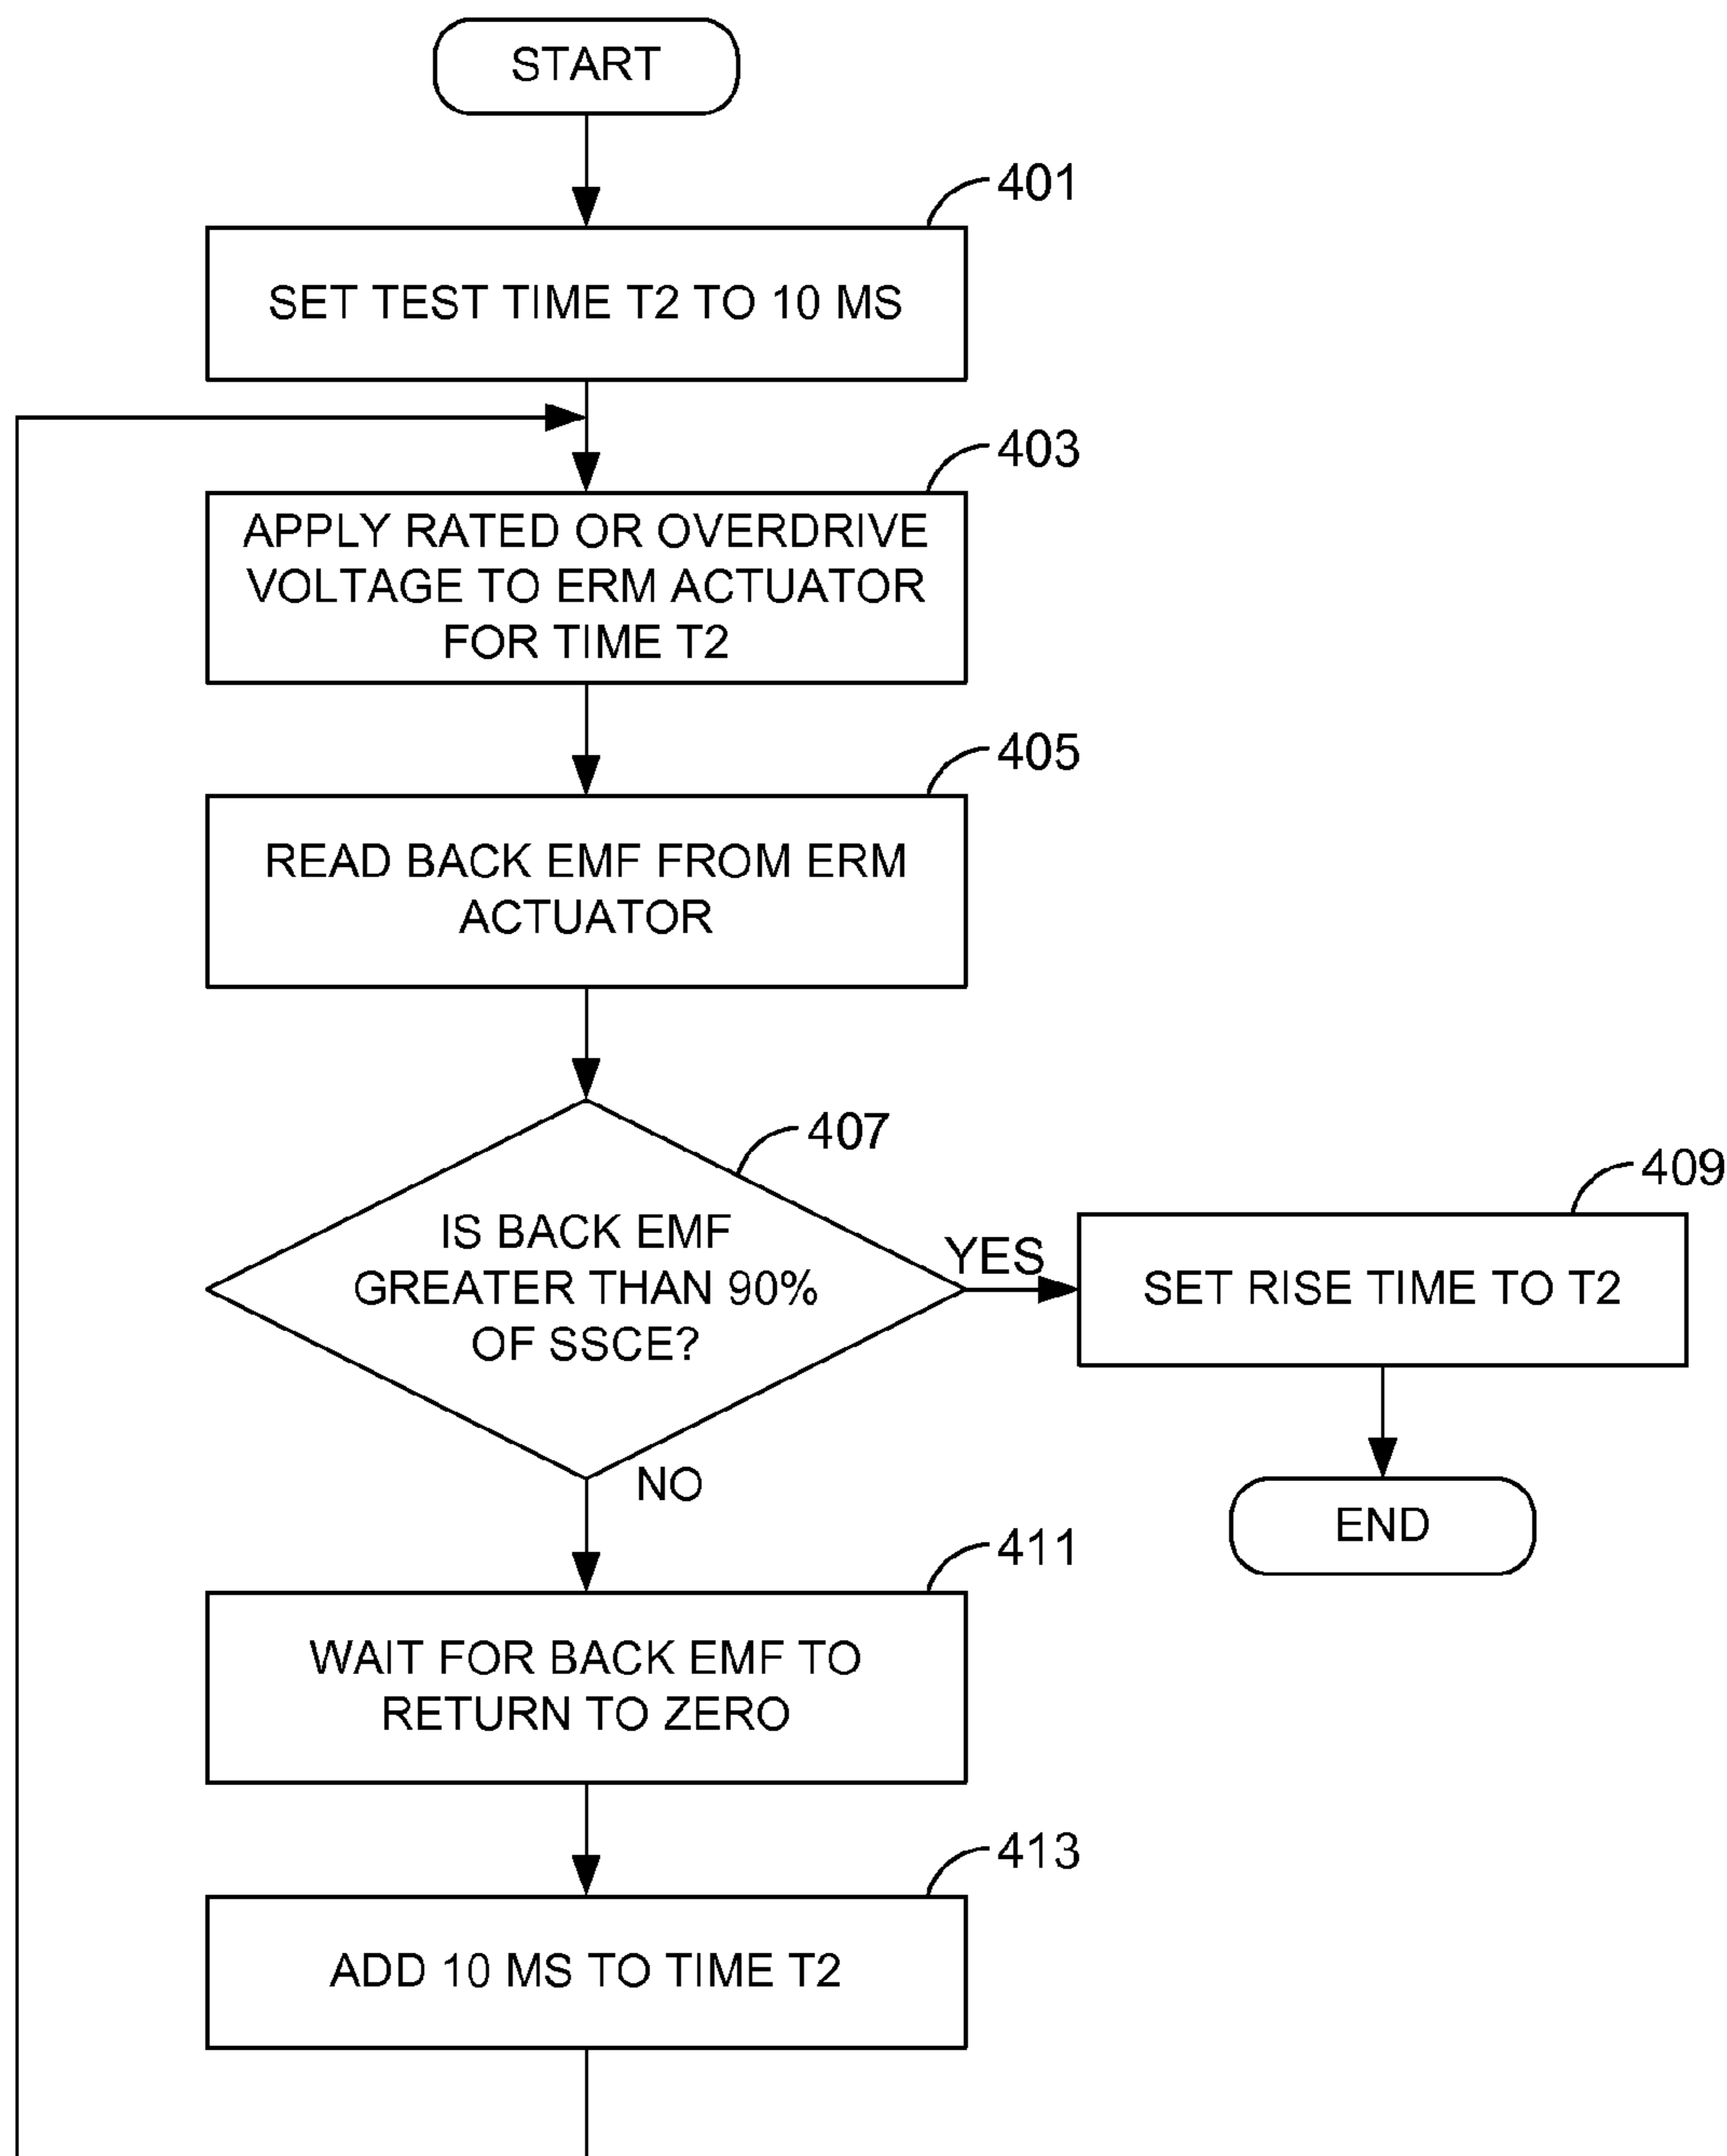 START
401
SET TEST TIME T2 TO 10 MS
403
APPLY RATED OR OVERDRIVE
VOLTAGE TO ERM ACTUATOR
FOR TIME T2
405
READ BACK EMF FROM ERM
ACTUATOR
407
IS BACK EMF
GREATER THAN 90%
OF SSCE?
YES
409
SET RISE TIME TO T2
END
NO
411
WAIT FOR BACK EMF TO
RETURN TO ZERO
413
ADD 10 MS TO TIME T2